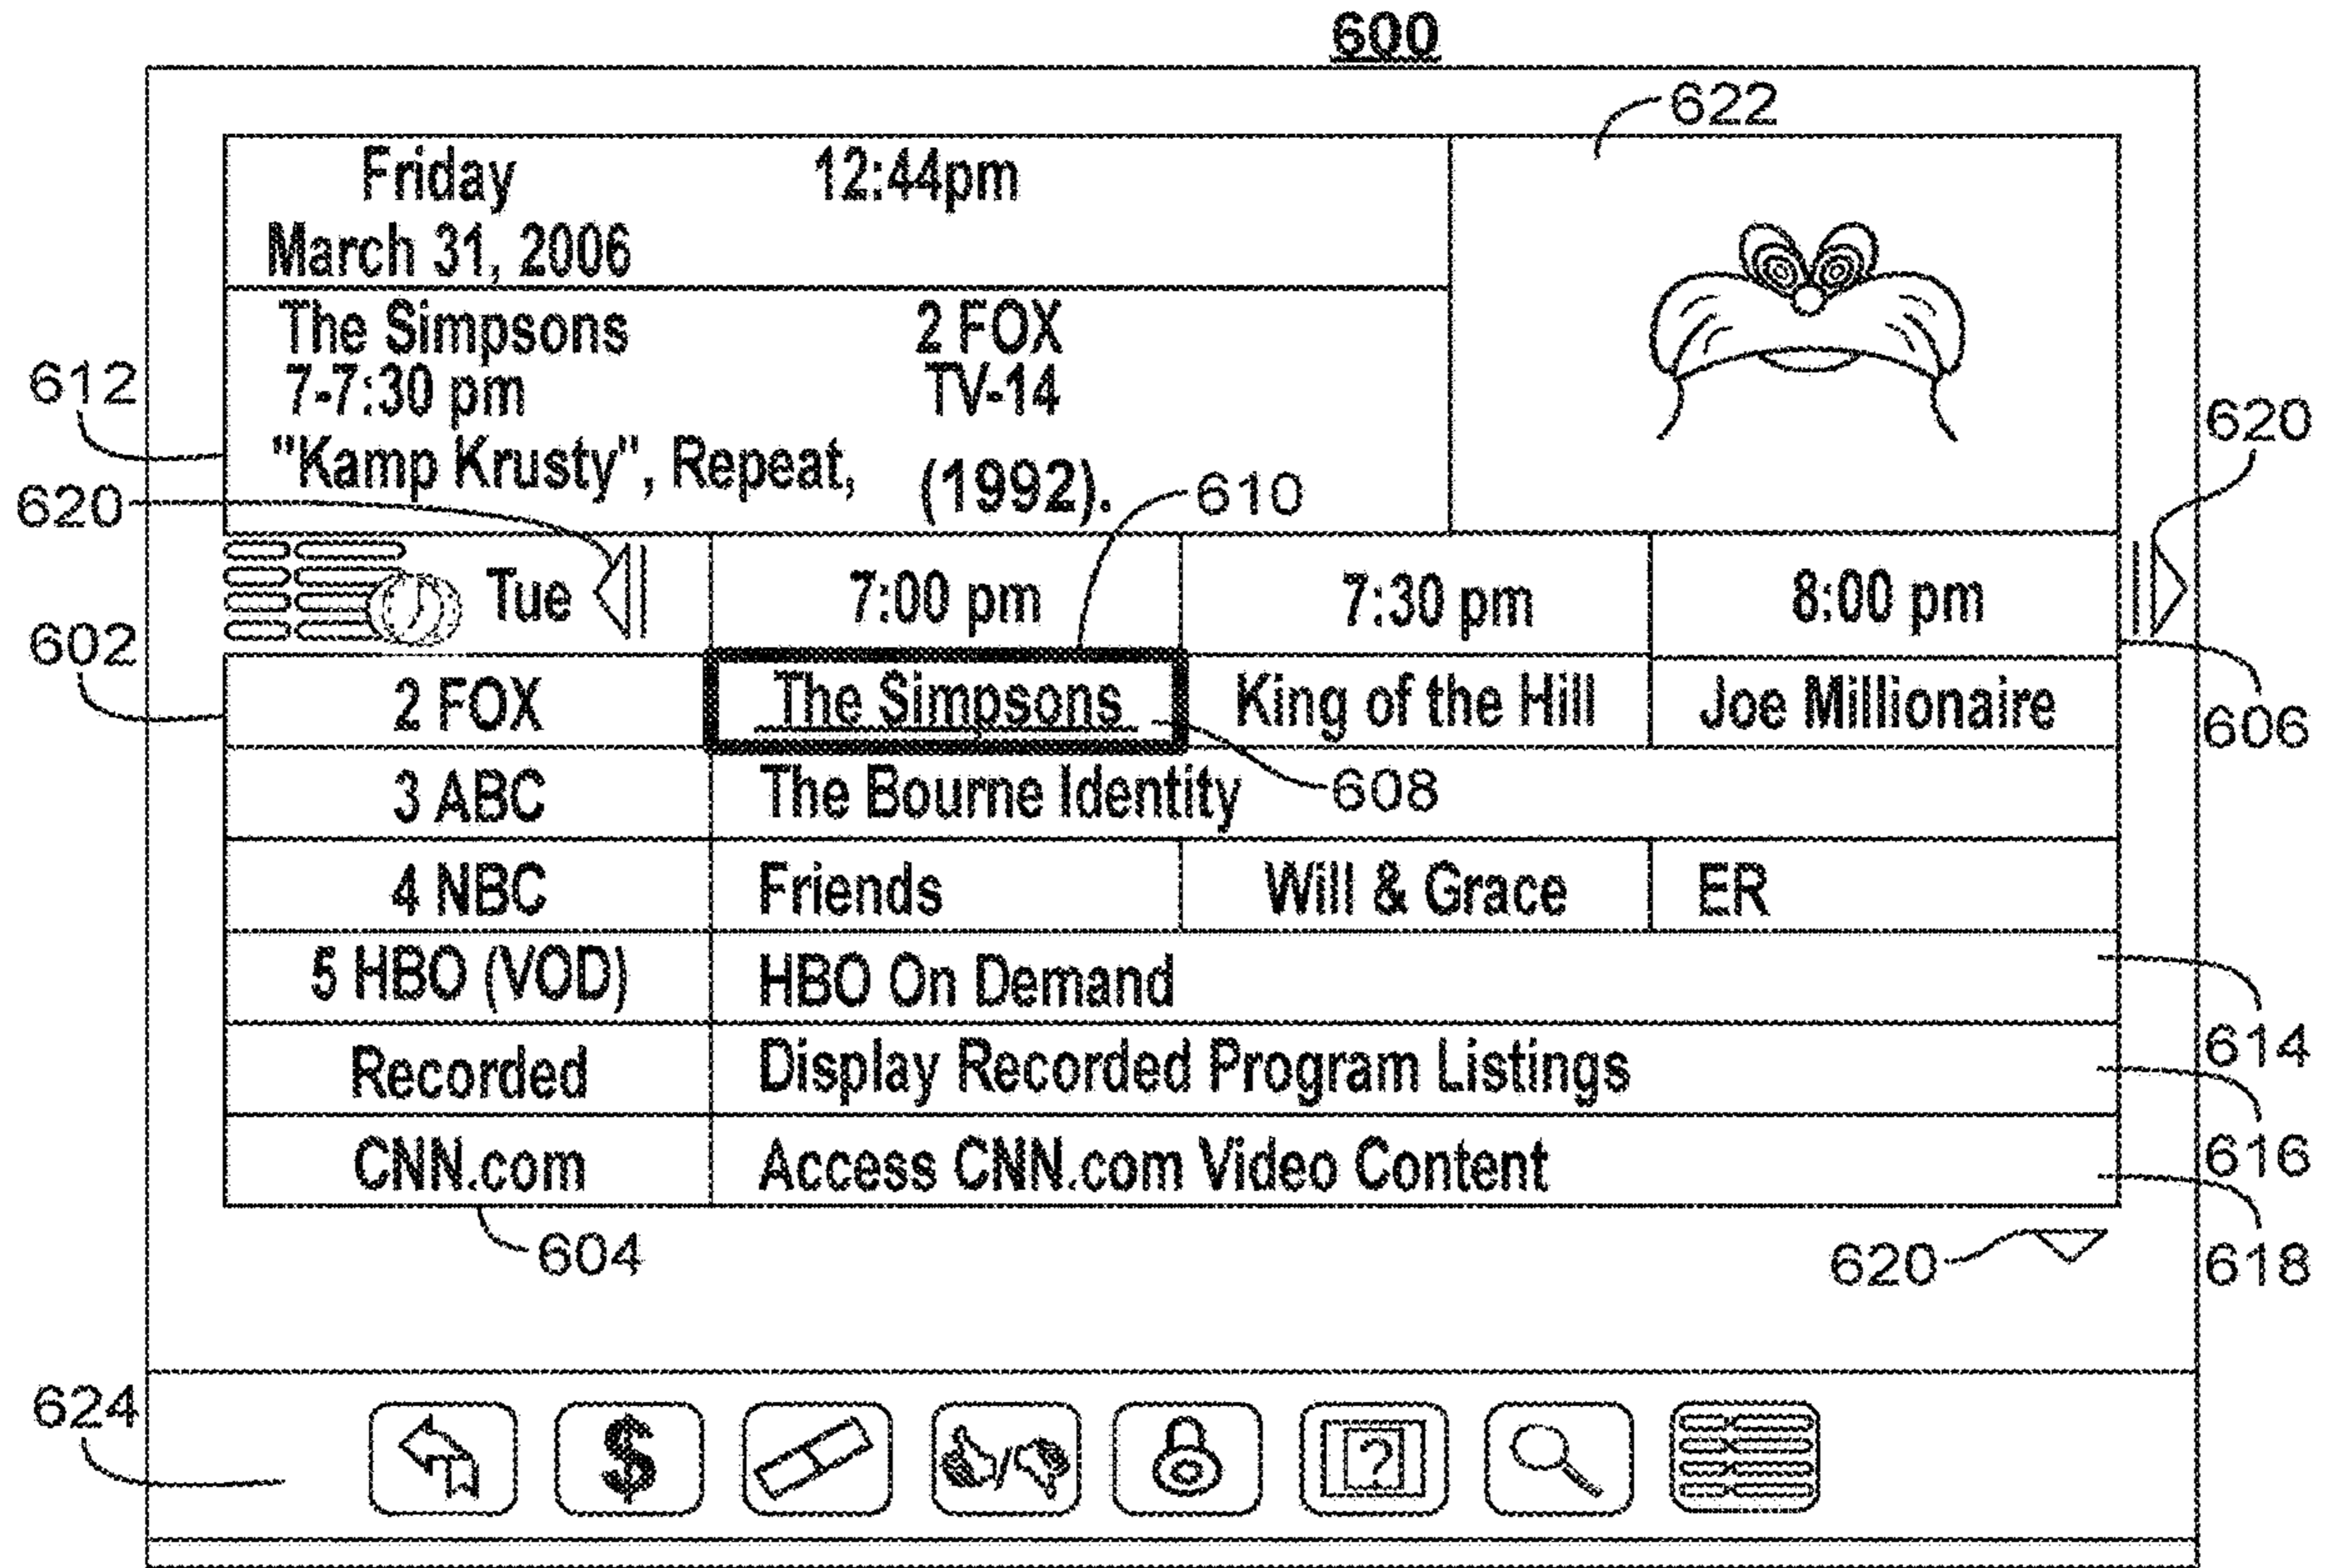 600
622
Friday 12:44pm
March 31, 2006
The Simpsons 2 FOX
7-7:30 pm TV-14
"Kamp Krusty", Repeat, (1992).
612
620
610
620
Tue 7:00 pm 7:30 pm 8:00 pm
602
2 FOX The Simpsons King of the Hill Joe Millionaire
606
3 ABC The Bourne Identity
608
4 NBC Friends Will & Grace ER
5 HBO (VOD) HBO On Demand
614
Recorded Display Recorded Program Listings
616
CNN.com Access CNN.com Video Content
604
620
618
624
$ / ?